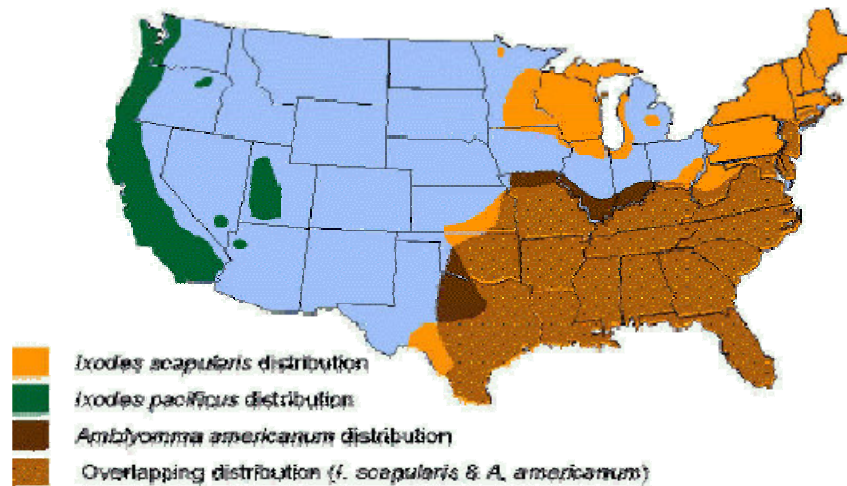 Ixodes scapularis distribution
Ixodes pacificus distribution
Amblyomma americanum distribution
Overlapping distribution (I. scapularis & A. americanum)